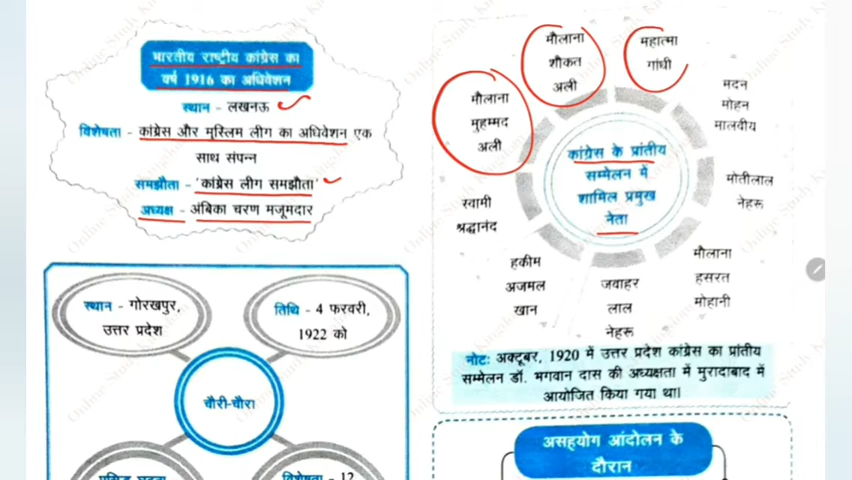 भारतीय राष्ट्रीय कांग्रेस का
वर्ष 1916 का अधिवेशन
स्थान - लखनऊ
विशेषता - कांग्रेस और मुस्लिम लीग का अधिवेशन एक
साथ संपन्न
समझौता - 'कांग्रेस लीग समझौता'
अध्यक्ष - अंबिका चरण मजूमदार
स्थान - गोरखपुर,
उत्तर प्रदेश
तिथि - 4 फरवरी,
1922 को
चौरी-चौरा
विशेषता - 12
मौलाना
शौकत
अली
महात्मा
गांधी
मौलाना
मुहम्मद
अली
मदन
मोहन
मालवीय
कांग्रेस के प्रांतीय
सम्मेलन में
शामिल प्रमुख
नेता
मोतीलाल
नेहरू
स्वामी
श्रद्धानंद
हकीम
अजमल
खान
जवाहर
लाल
नेहरू
मौलाना
हसरत
मोहानी
नोट: अक्टूबर, 1920 में उत्तर प्रदेश कांग्रेस का प्रांतीय
सम्मेलन डॉ. भगवान दास की अध्यक्षता में मुरादाबाद में
आयोजित किया गया था।
असहयोग आंदोलन के
दौरान